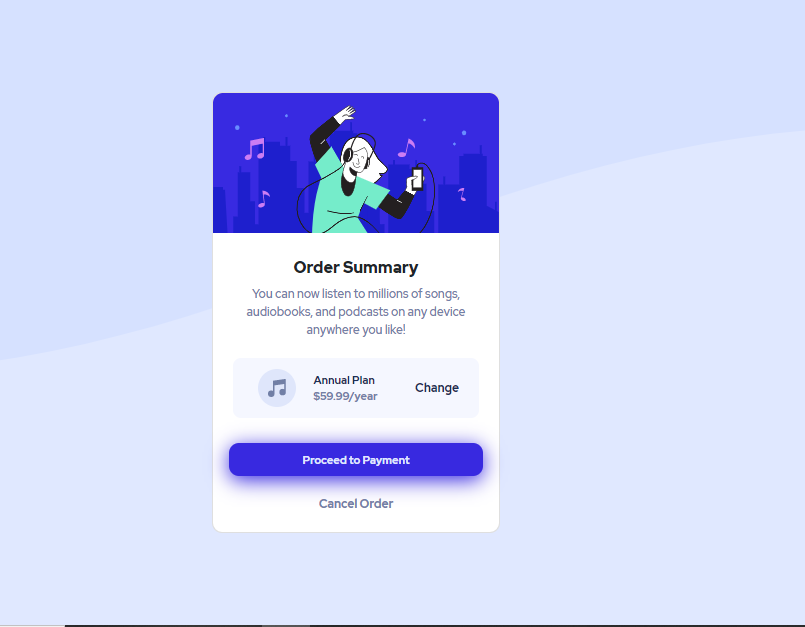 Order Summary
You can now listen to millions of songs,
audiobooks, and podcasts on any device
anywhere you like!
Annual Plan
$59.99/year
Change
Proceed to Payment
Cancel Order